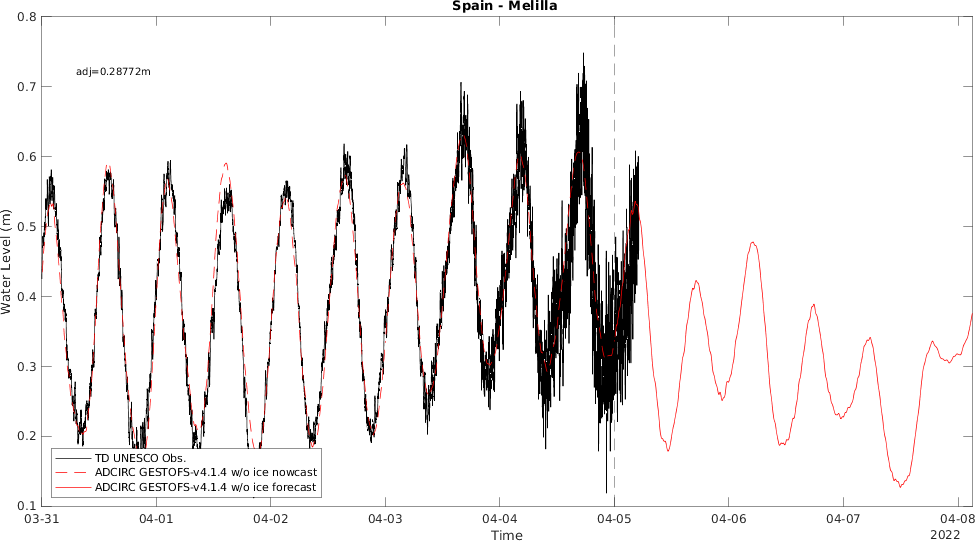 Spain - Melilla
0.8
adj=0.28772m
0.7
0.6
0.5
0.4
0.3
0.2
0.1
Water Level (m)
TD UNESCO Obs.
ADCIRC GESTOFS-v4.1.4 w/o ice nowcast
ADCIRC GESTOFS-v4.1.4 w/o ice forecast
03-31 04-01 04-02 04-03 04-04 04-05 04-06 04-07 04-08
Time 2022